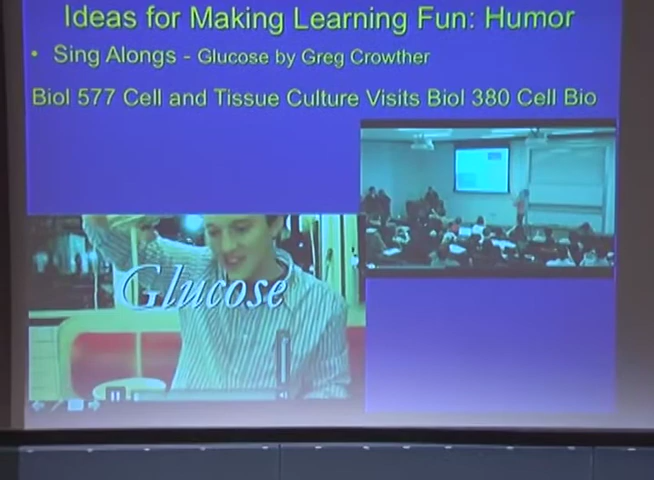 Ideas for Making Learning Fun: Humor
• Sing Alongs - Glucose by Greg Crowther
Biol 577 Cell and Tissue Culture Visits Biol 380 Cell Bio
Glucose